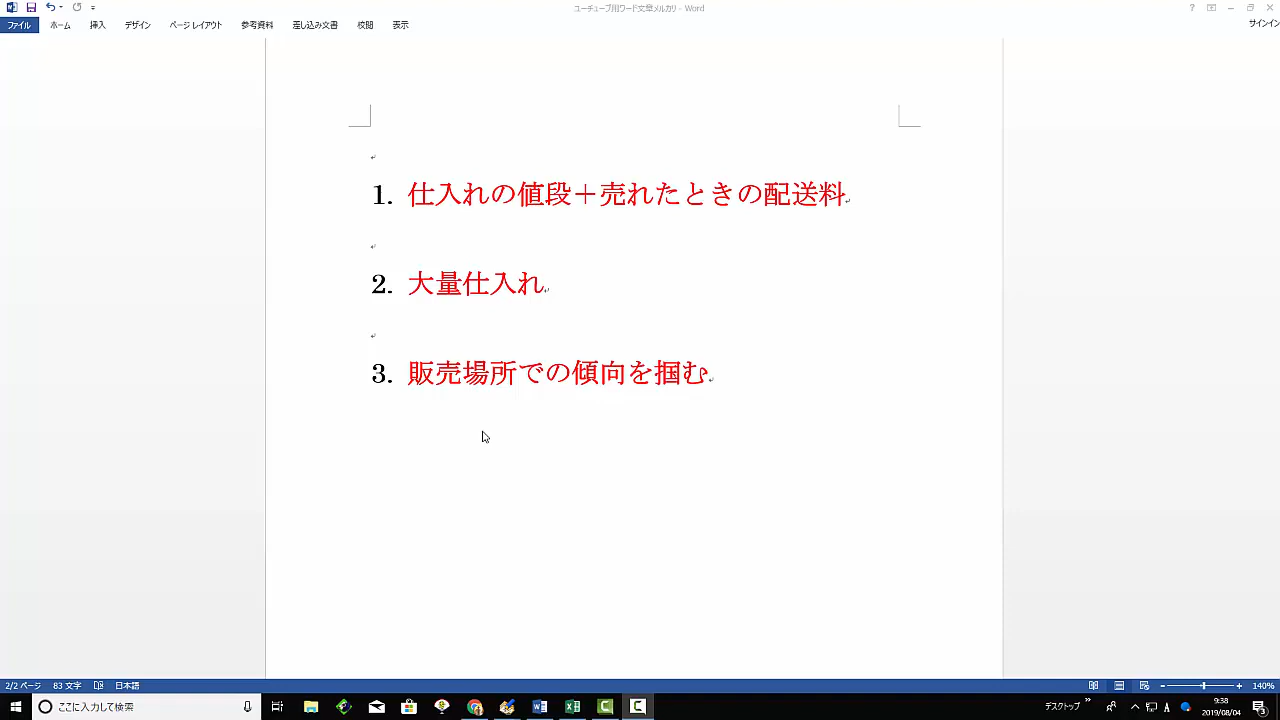 ユーチューブ用ワード文章メルカリ - Word
ファイル ホーム 挿入 デザイン ページ レイアウト 参考資料 差し込み文書 校閲 表示
サインイン
1. 仕入れの値段＋売れたときの配送料
2. 大量仕入れ
3. 販売場所での傾向を掴む
2/2 ページ 83 文字 日本語 140%
ここに入力して検索 デスクトップ 9:38
2019/08/04